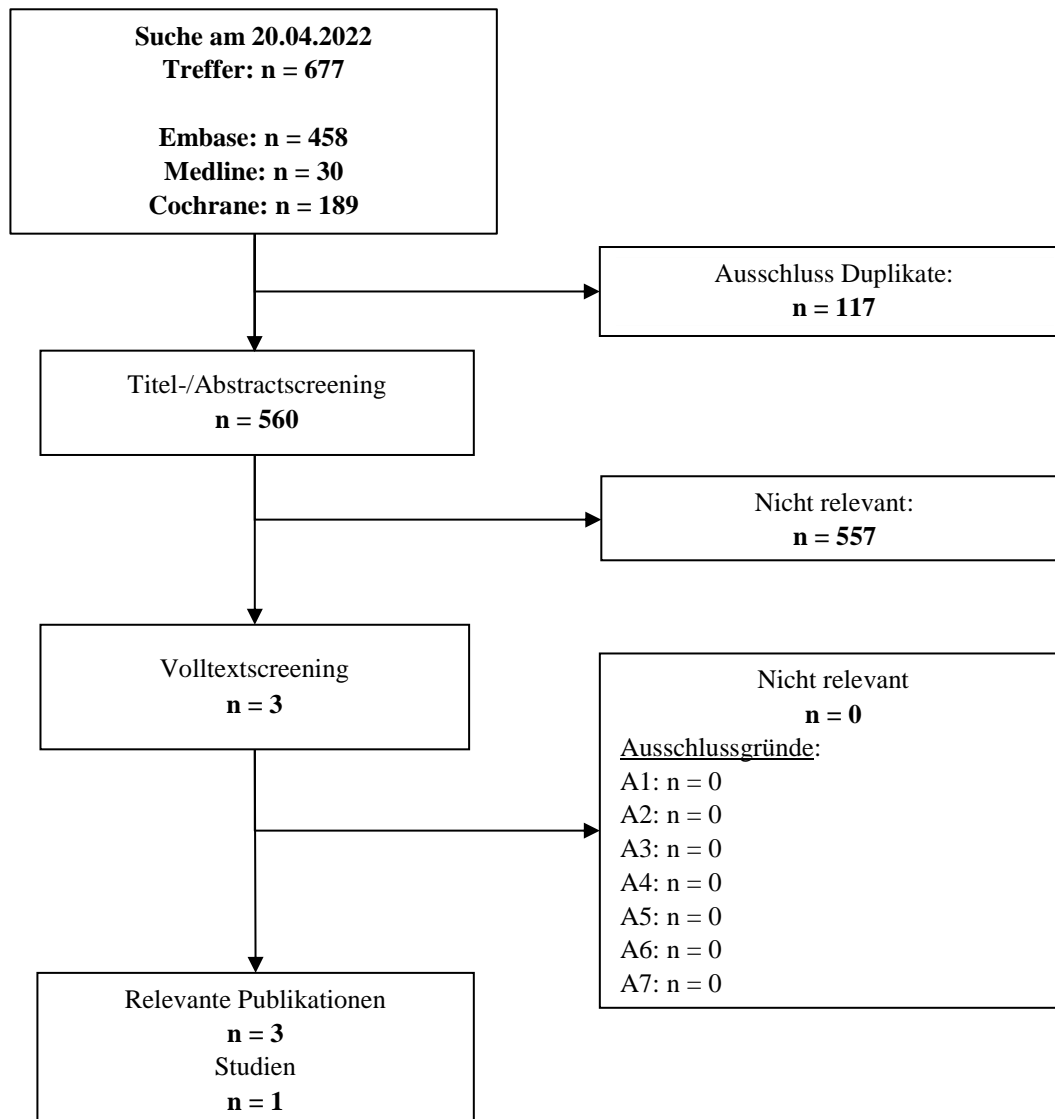 Suche am 20.04.2022
Treffer: n = 677
Embase: n = 458
Medline: n = 30
Cochrane: n = 189
Ausschluss Duplikate:
n = 117
Titel-/Abstractscreening
n = 560
Nicht relevant:
n = 557
Volltextscreening
n = 3
Nicht relevant
n = 0
Ausschlussgründe:
A1: n = 0
A2: n = 0
A3: n = 0
A4: n = 0
A5: n = 0
A6: n = 0
A7: n = 0
Relevante Publikationen
n = 3
Studien
n = 1